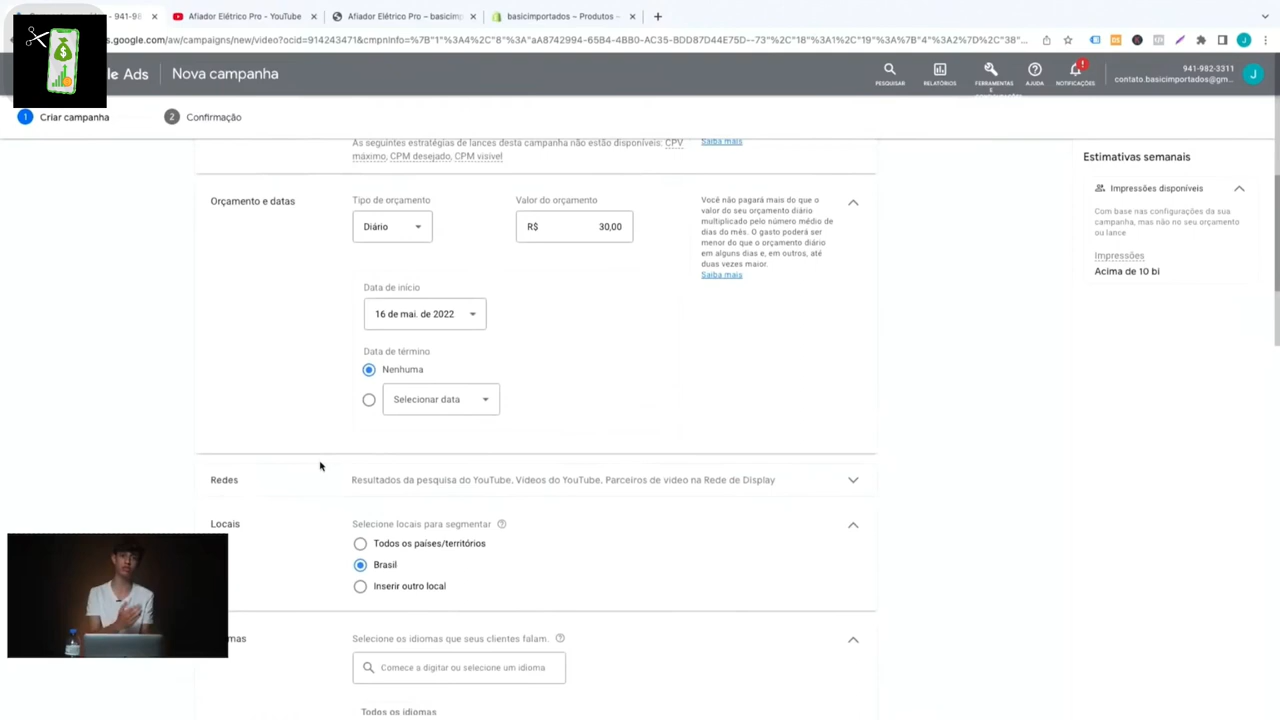 941-98
Afiador Elétrico Pro - YouTube
Afiador Elétrico Pro – basicimp
basicimportados ~ Produtos ~
s.google.com/aw/campaigns/new/video?ocid=914243471&cmpnInfo=%7B"1"%3A4%2C"8"%3A"aA8742994-65B4-4BB0-AC35-BDD87D44E75D--73"%2C"18"%3A1%2C"19"%3A%7B"4"%3A2%7D%2C"38"...
le Ads
Nova campanha
PESQUISAR
RELATÓRIOS
FERRAMENTAS E
AJUDA
NOTIFICAÇÕES
941-982-3311
contato.basicimportados@gm...
J
1 Criar campanha
2 Confirmação
As seguintes estratégias de lances desta campanha não estão disponíveis: CPV
máximo, CPM desejado, CPM visível
Saiba mais
Estimativas semanais
Impressões disponíveis
Com base nas configurações da sua
campanha, mas não no seu orçamento
ou lance
Impressões
Acima de 10 bi
Orçamento e datas
Tipo de orçamento
Diário
Valor do orçamento
R$ 30,00
Você não pagará mais do que o
valor do seu orçamento diário
multiplicado pelo número médio de
dias do mês. O gasto poderá ser
menor do que o orçamento diário
em alguns dias e, em outros, até
duas vezes maior.
Saiba mais
Data de início
16 de mai. de 2022
Data de término
Nenhuma
Selecionar data
Redes
Resultados da pesquisa do YouTube, Vídeos do YouTube, Parceiros de vídeo na Rede de Display
Locais
Selecione locais para segmentar
Todos os países/territórios
Brasil
Inserir outro local
mas
Selecione os idiomas que seus clientes falam.
Comece a digitar ou selecione um idioma
Todos os idiomas